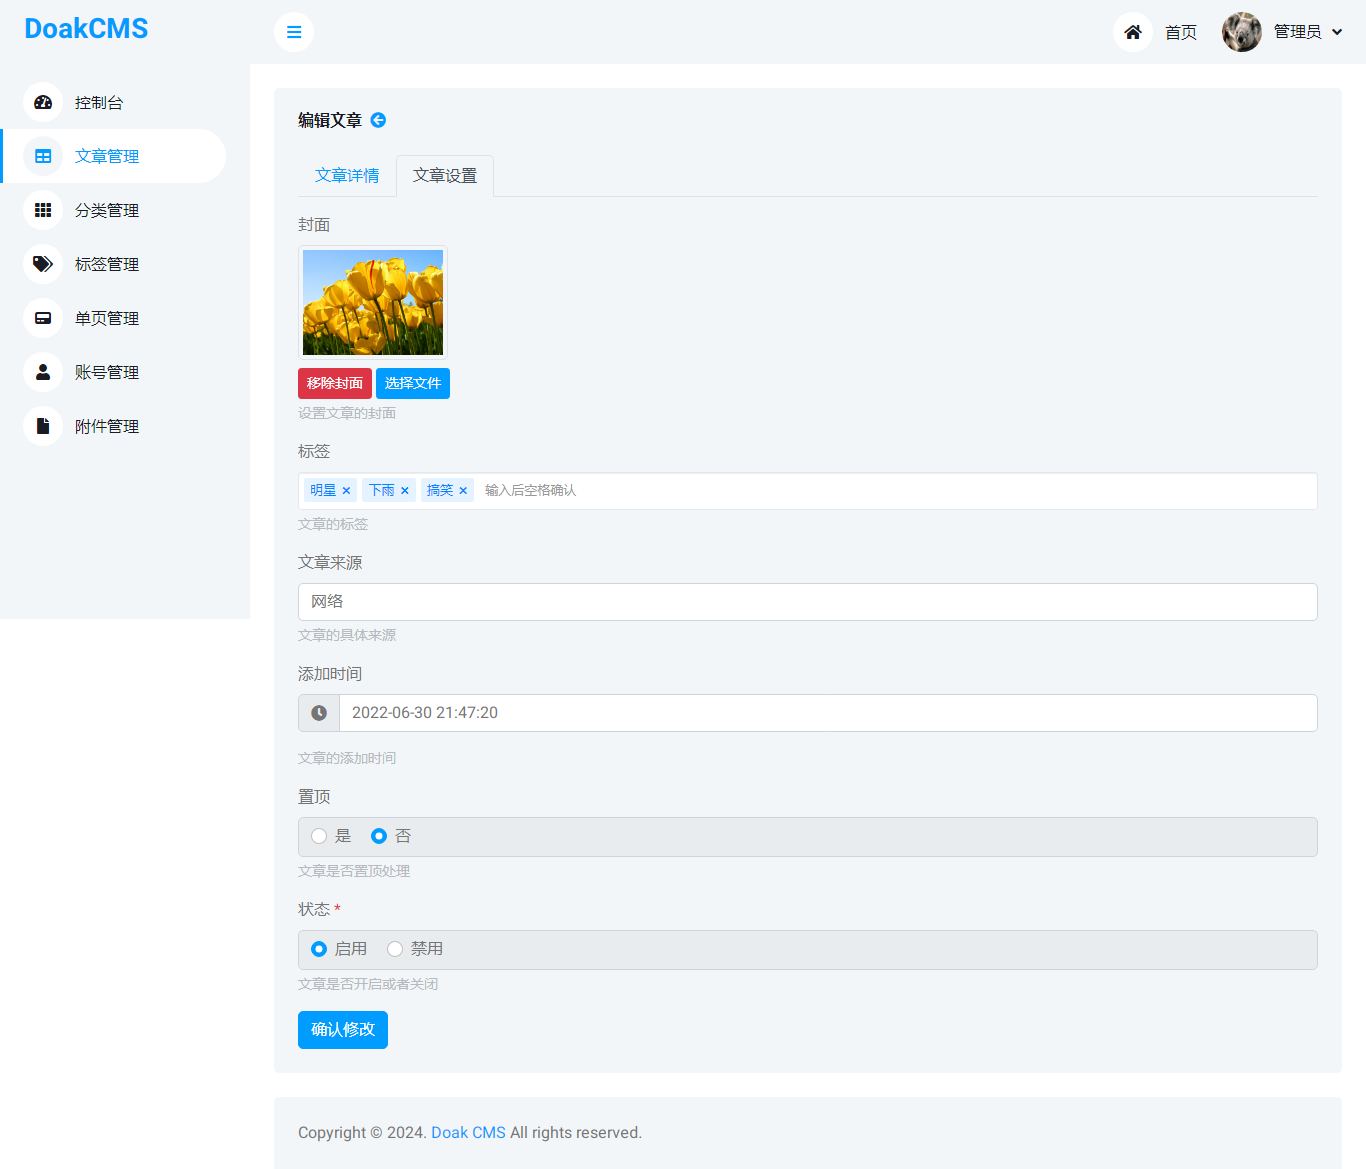 DoakCMS
首页
管理员
控制台
文章管理
分类管理
标签管理
单页管理
账号管理
附件管理
编辑文章
文章详情
文章设置
封面
移除封面
选择文件
设置文章的封面
标签
明星 × 下雨 × 搞笑 × 输入后空格确认
文章的标签
文章来源
网络
文章的具体来源
添加时间
2022-06-30 21:47:20
文章的添加时间
置顶
是 否
文章是否置顶处理
状态 *
启用 禁用
文章是否开启或者关闭
确认修改
Copyright © 2024. Doak CMS All rights reserved.